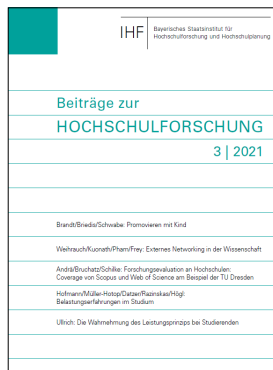 IHF
Bayerisches Staatsinstitut für
Hochschulforschung und Hochschulplanung
Beiträge zur
HOCHSCHULFORSCHUNG
3 | 2021
Brandt/Briedis/Schwabe: Promovieren mit Kind
Weihrauch/Kuonath/Pham/Frey: Externes Networking in der Wissenschaft
Andrä/Bruchatz/Schilke: Forschungsevaluation an Hochschulen:
Coverage von Scopus und Web of Science am Beispiel der TU Dresden
Hofmann/Müller-Hotop/Datzer/Razinskas/Högl:
Belastungserfahrungen im Studium
Ullrich: Die Wahrnehmung des Leistungsprinzips bei Studierenden